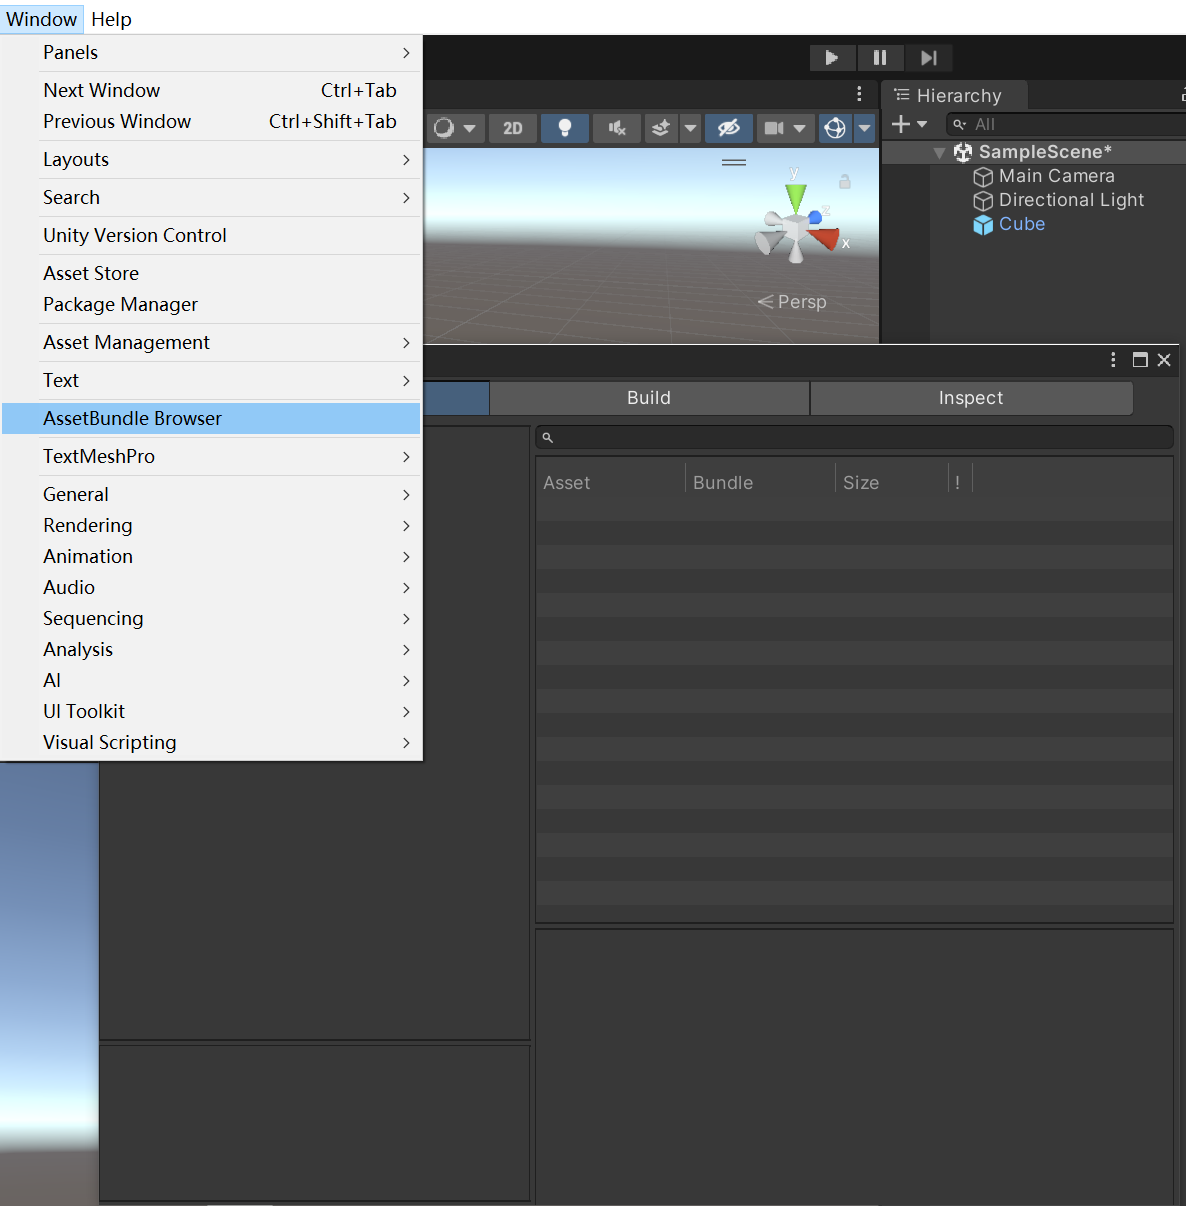 Window Help
Panels
Next Window Ctrl+Tab
Previous Window Ctrl+Shift+Tab
Layouts
Search
Unity Version Control
Asset Store
Package Manager
Asset Management
Text
AssetBundle Browser
TextMeshPro
General
Rendering
Animation
Audio
Sequencing
Analysis
AI
UI Toolkit
Visual Scripting
2D
y
z
x
Persp
Hierarchy
All
SampleScene*
Main Camera
Directional Light
Cube
Build Inspect
Asset Bundle Size !